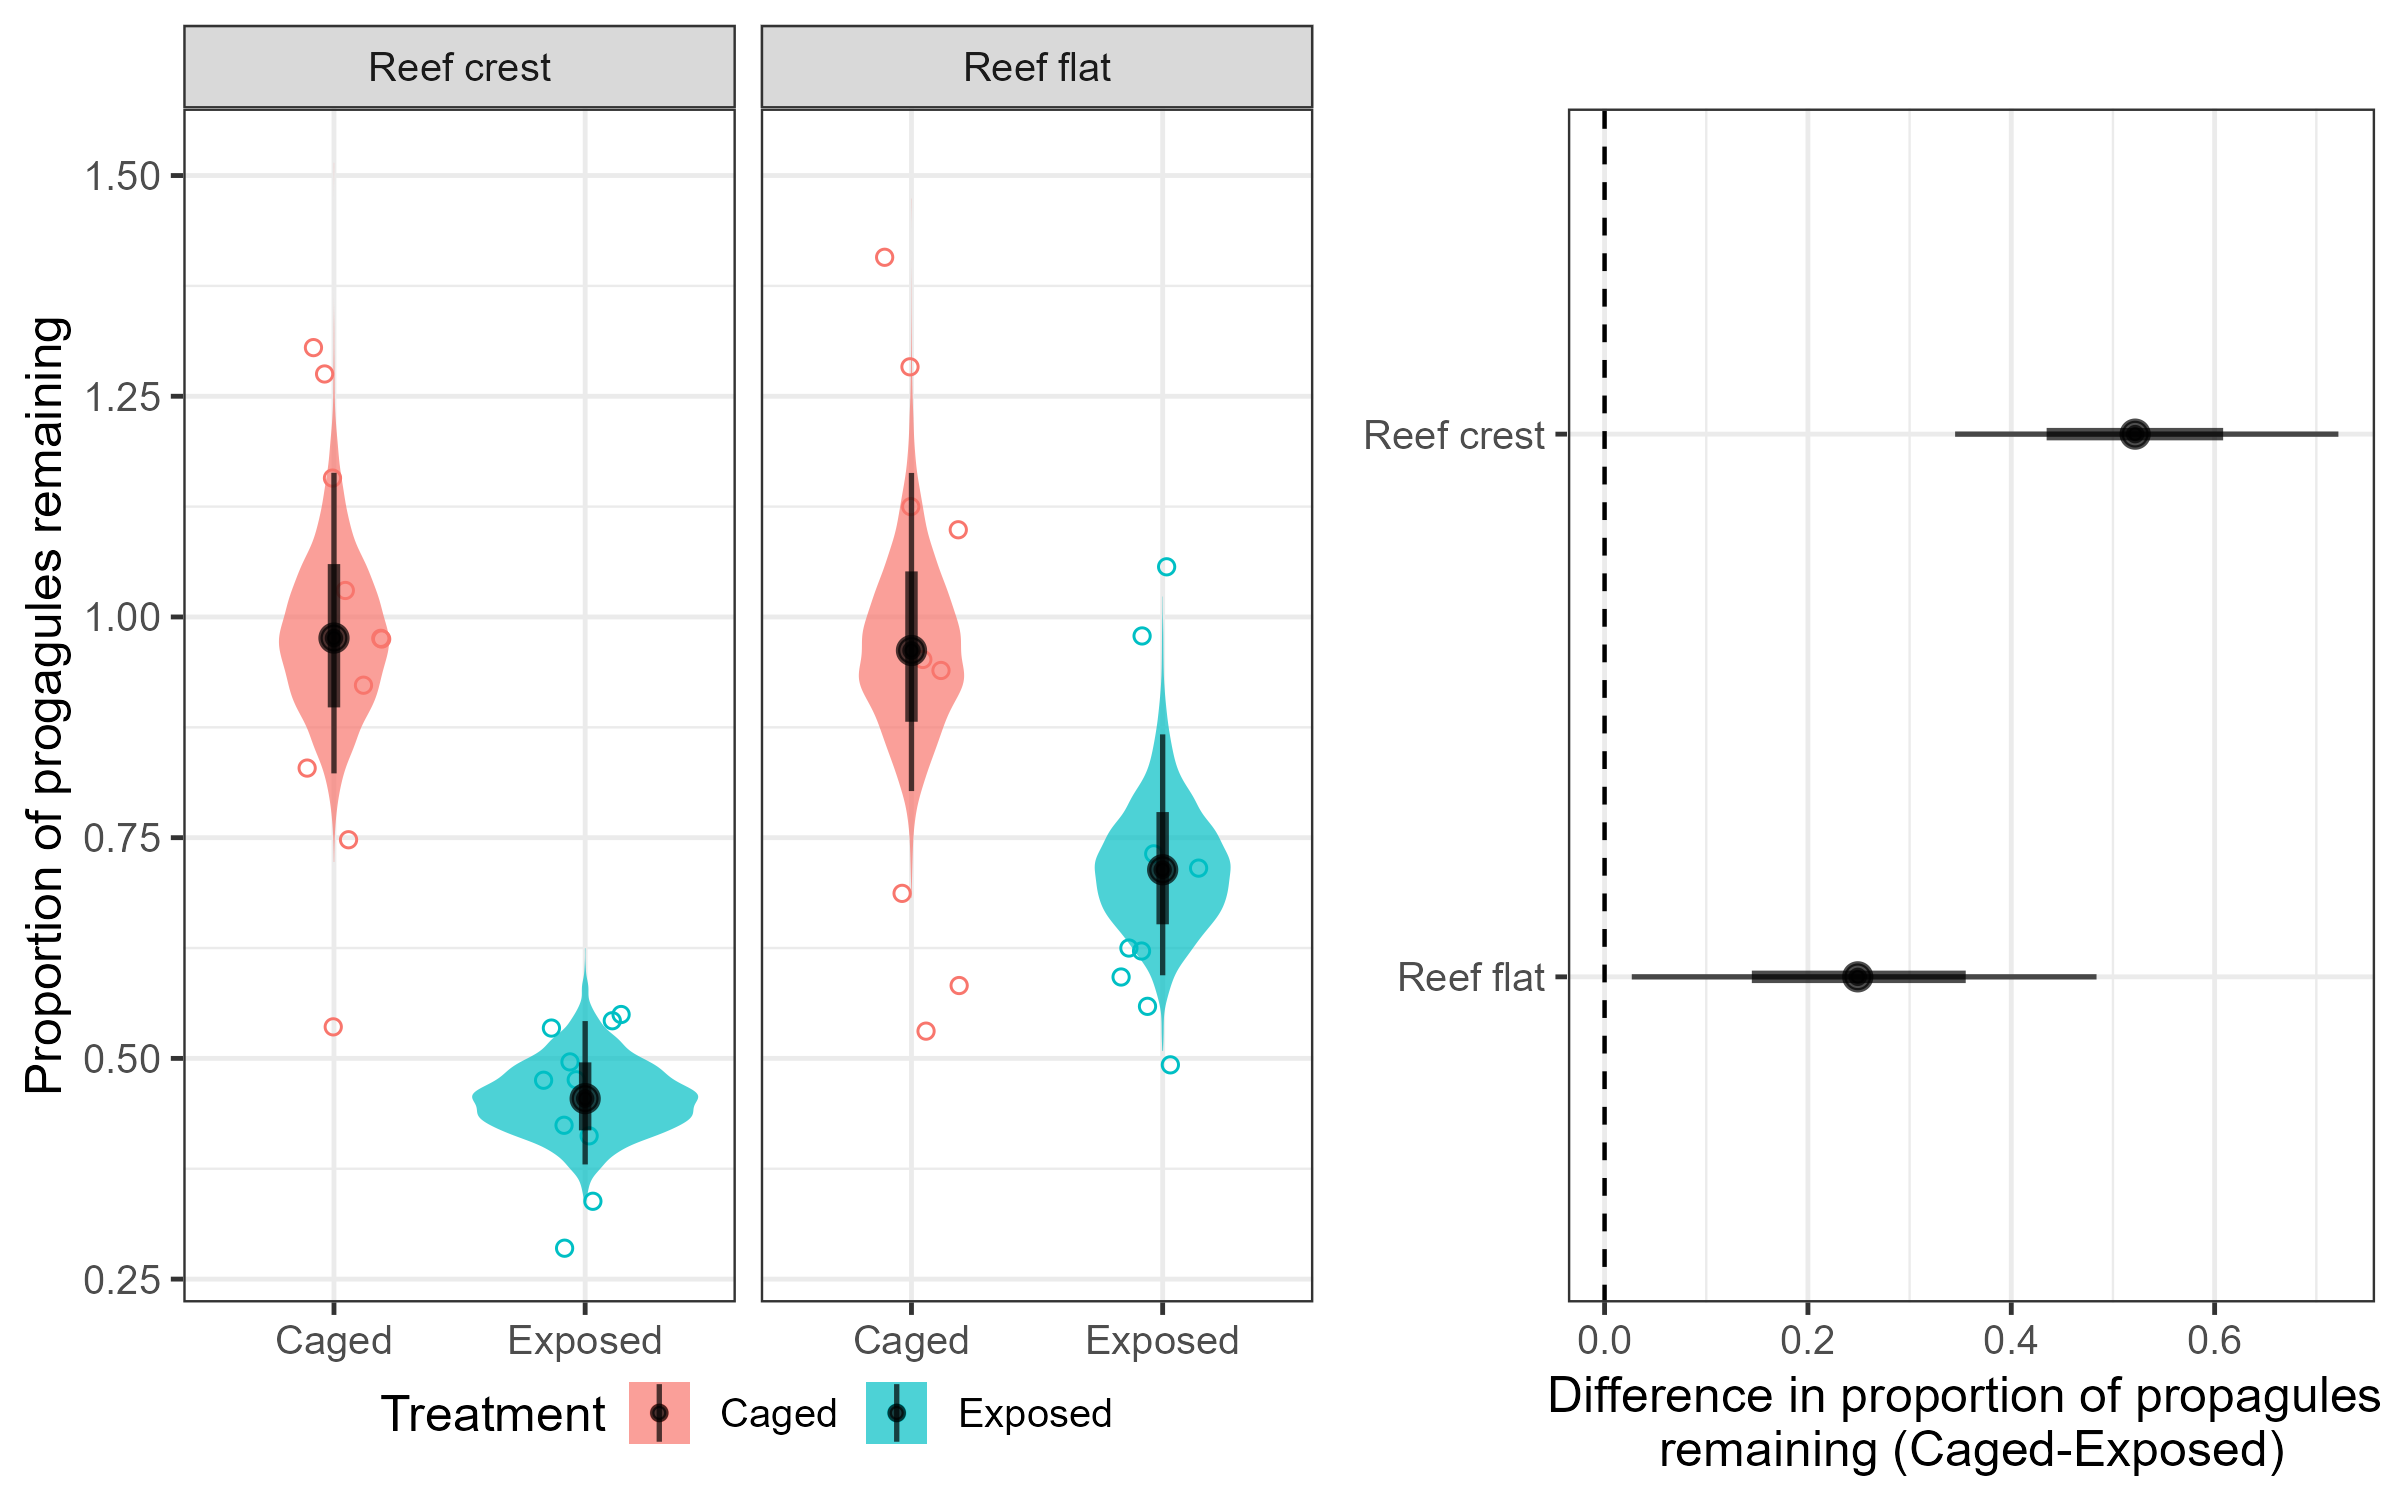 Reef crest
Reef flat
Proportion of progagules remaining
1.50
1.25
1.00
0.75
0.50
0.25
Caged
Exposed
Caged
Exposed
Treatment
Caged
Exposed
Reef crest
Reef flat
0.0
0.2
0.4
0.6
Difference in proportion of propagules
remaining (Caged-Exposed)